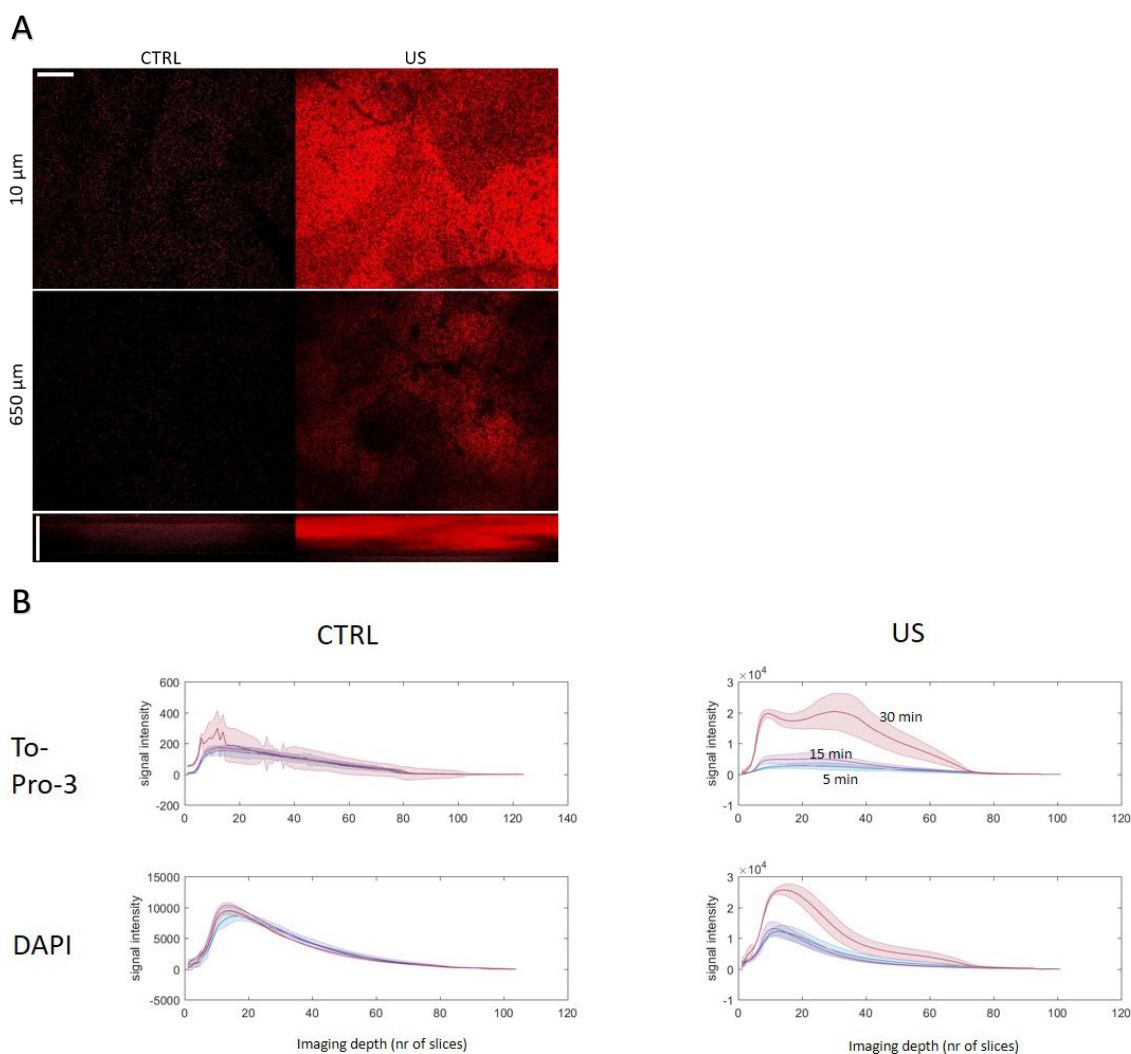 A
CTRL US
10 µm
650 µm
B
CTRL US
To-
Pro-3
signal intensity
600
400
200
0
-200
0 20 40 60 80 100 120 140
×10⁴
signal intensity
3
2
1
0
-1
30 min
15 min
5 min
0 20 40 60 80 100 120
DAPI
signal intensity
15000
10000
5000
0
-5000
0 20 40 60 80 100 120
Imaging depth (nr of slices)
×10⁴
signal intensity
3
2
1
0
-1
0 20 40 60 80 100 120
Imaging depth (nr of slices)